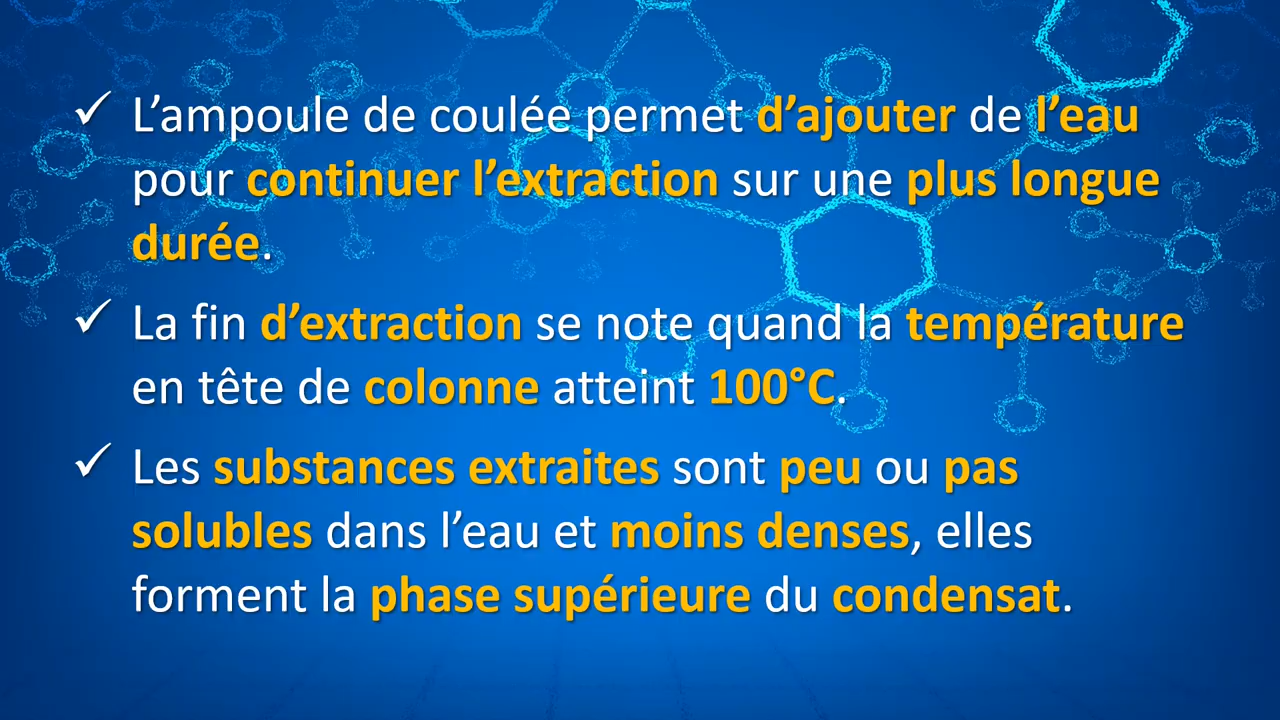 ✓ L’ampoule de coulée permet d’ajouter de l’eau
pour continuer l’extraction sur une plus longue
durée.
✓ La fin d’extraction se note quand la température
en tête de colonne atteint 100°C.
✓ Les substances extraites sont peu ou pas
solubles dans l’eau et moins denses, elles
forment la phase supérieure du condensat.